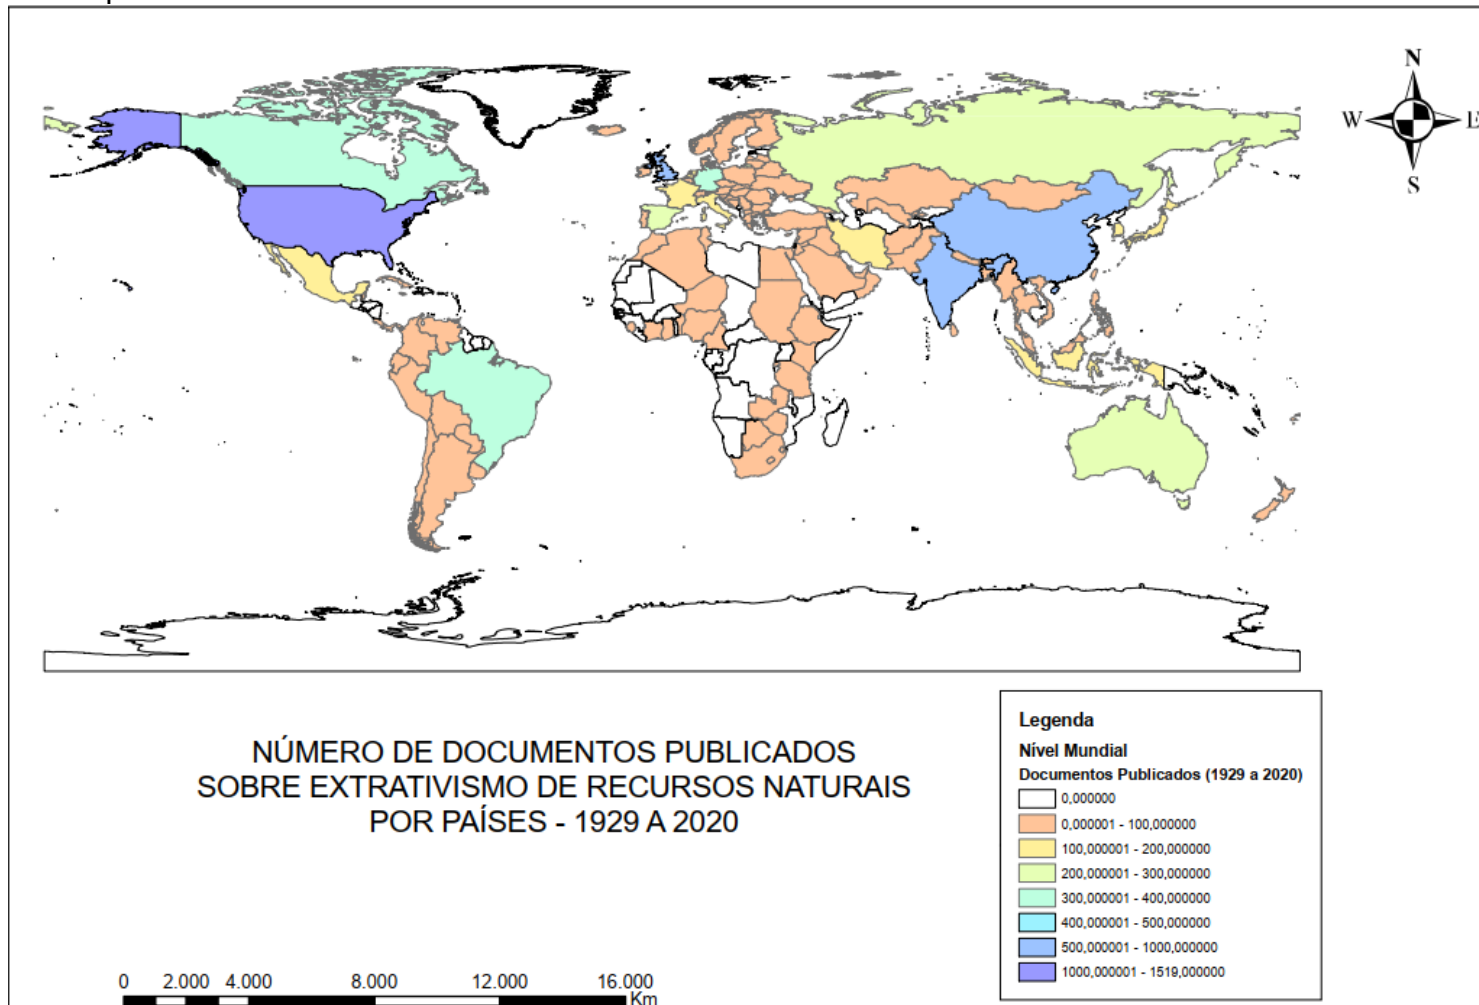 N
W E
S
NÚMERO DE DOCUMENTOS PUBLICADOS
SOBRE EXTRATIVISMO DE RECURSOS NATURAIS
POR PAÍSES - 1929 A 2020
Legenda
Nível Mundial
Documentos Publicados (1929 a 2020)
0,000000
0,000001 - 100,000000
100,000001 - 200,000000
200,000001 - 300,000000
300,000001 - 400,000000
400,000001 - 500,000000
500,000001 - 1000,000000
1000,000001 - 1519,000000
0 2.000 4.000 8.000 12.000 16.000
Km